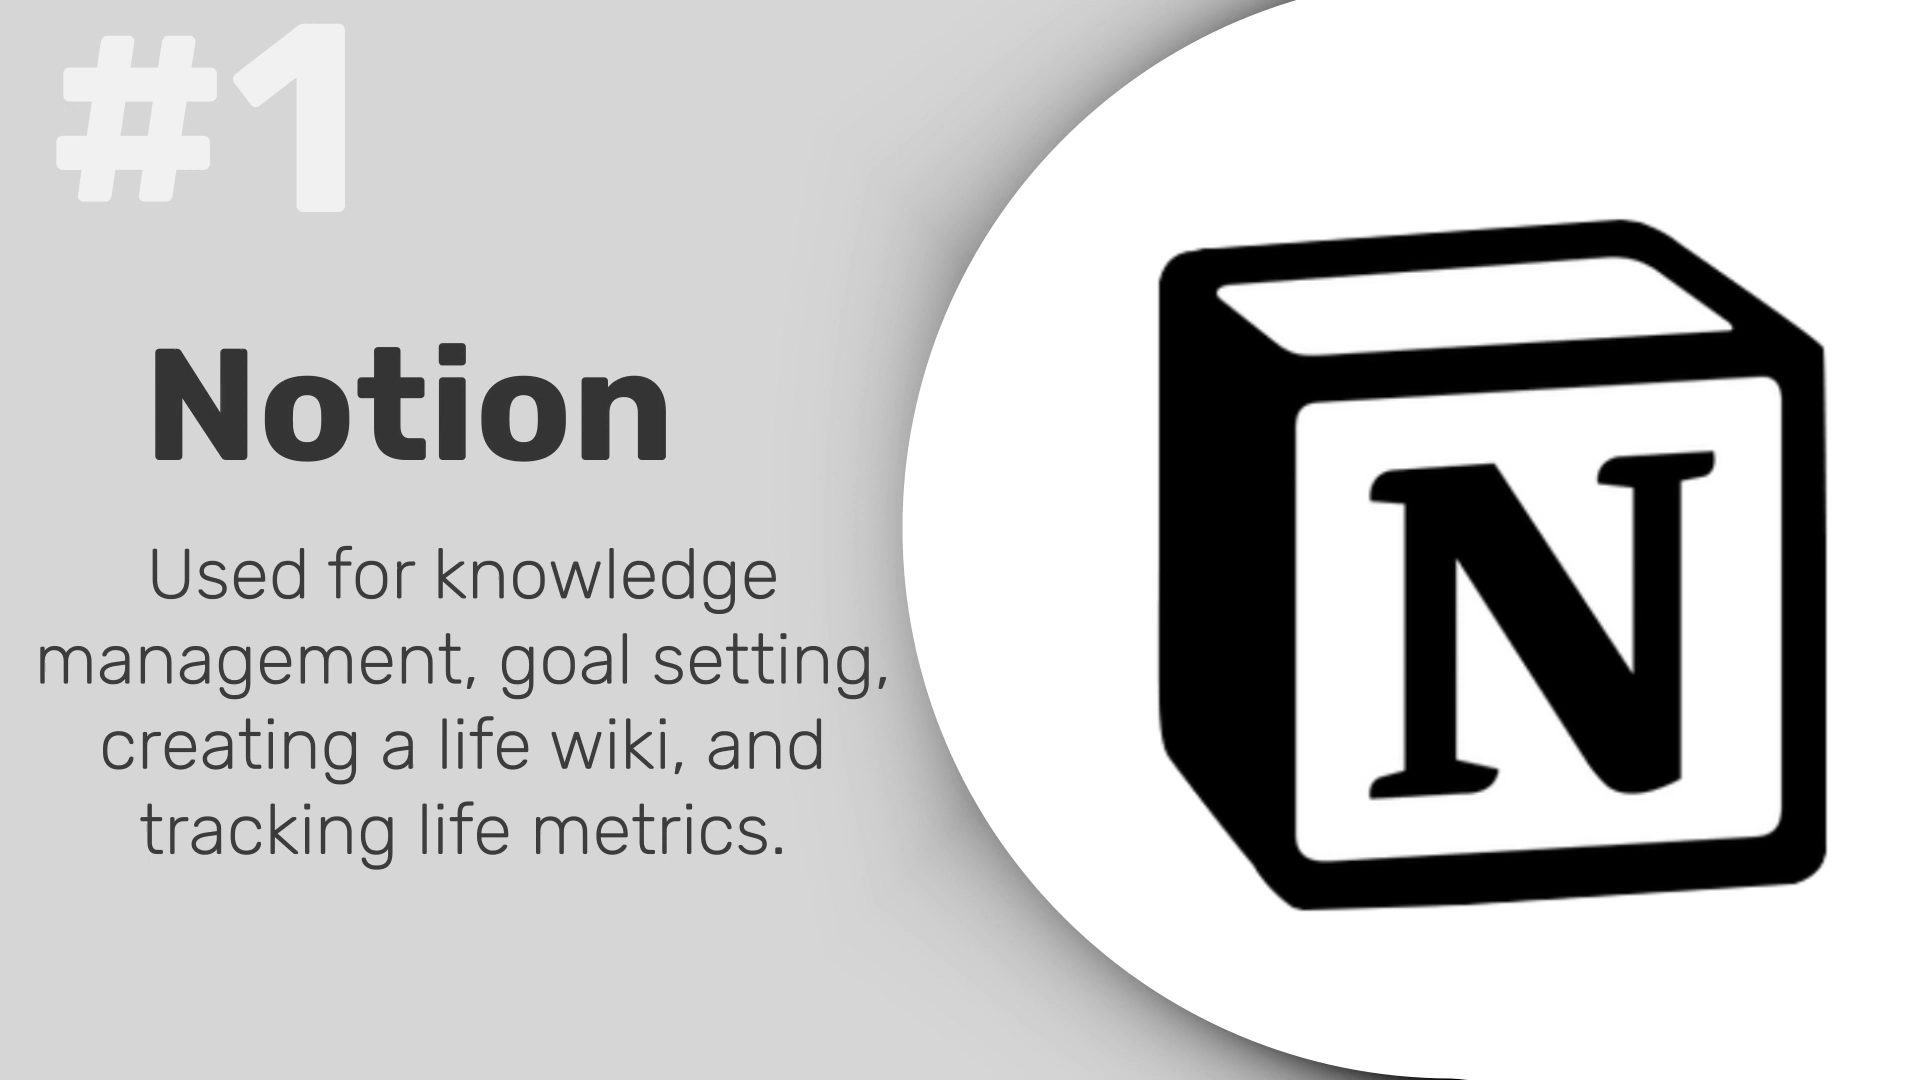 #1
Notion
Used for knowledge
management, goal setting,
creating a life wiki, and
tracking life metrics.
N